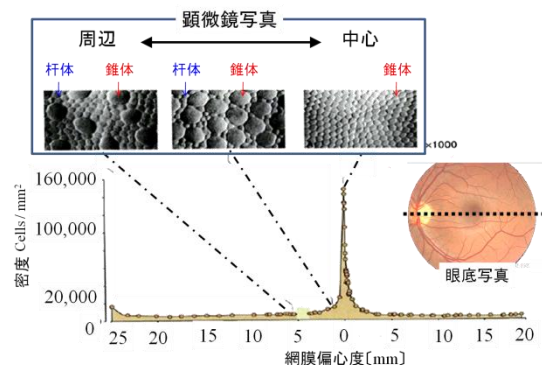 顕微鏡写真
周辺
中心
杆体
錐体
杆体
錐体
錐体
×1000
160,000
100,000
20,000
0
密度 Cells/mm²
25
20
15
10
5
0
5
10
15
20
網膜偏心度[mm]
眼底写真